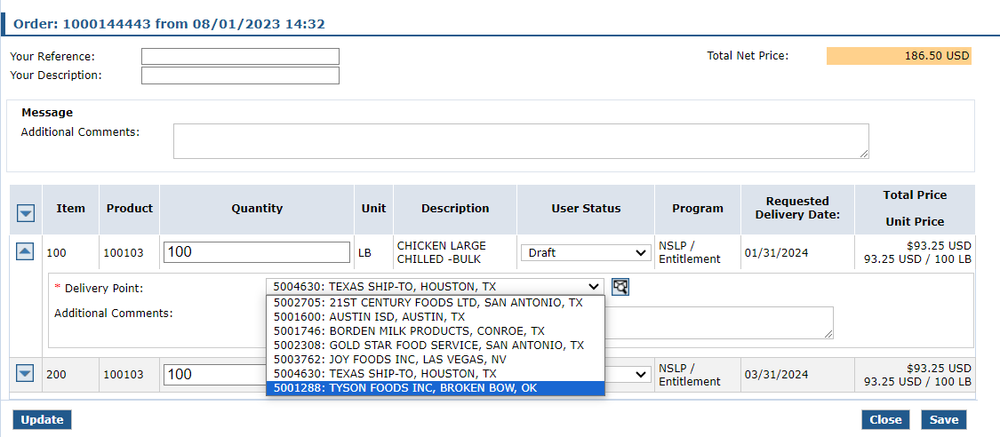 Order: 1000144443 from 08/01/2023 14:32
Your Reference:
Total Net Price: 186.50 USD
Your Description:
Message
Additional Comments:
Item Product Quantity Unit Description User Status Program Requested Delivery Date: Total Price Unit Price
100 100103 100 LB CHICKEN LARGE CHILLED -BULK Draft NSLP / Entitlement 01/31/2024 $93.25 USD 93.25 USD / 100 LB
* Delivery Point: 5004630: TEXAS SHIP-TO, HOUSTON, TX
5002705: 21ST CENTURY FOODS LTD, SAN ANTONIO, TX
5001600: AUSTIN ISD, AUSTIN, TX
5001746: BORDEN MILK PRODUCTS, CONROE, TX
5002308: GOLD STAR FOOD SERVICE, SAN ANTONIO, TX
5003762: JOY FOODS INC, LAS VEGAS, NV
5004630: TEXAS SHIP-TO, HOUSTON, TX
5001288: TYSON FOODS INC, BROKEN BOW, OK
Additional Comments:
200 100103 100 NSLP / Entitlement 03/31/2024 $93.25 USD 93.25 USD / 100 LB
Update Close Save